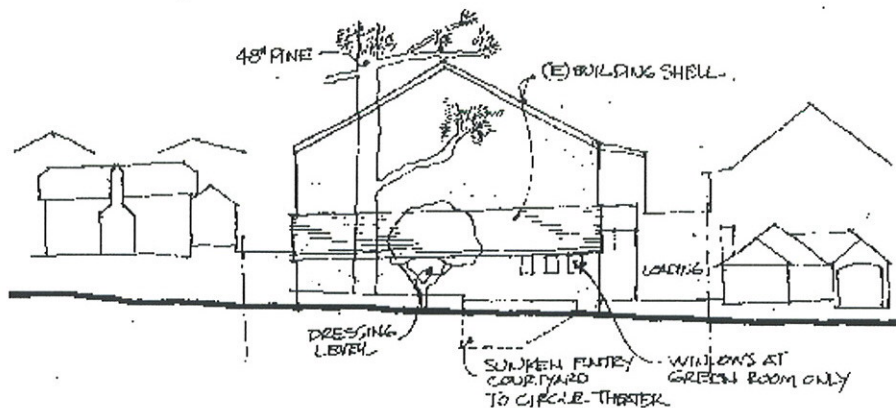 48" PINE
(E) BUILDING SHELL
LOADING
DRESSING
LEVEL
SUNKEN ENTRY
COURTYARD
TO CIRCLE THEATER
WINDOWS AT
GREEN ROOM ONLY